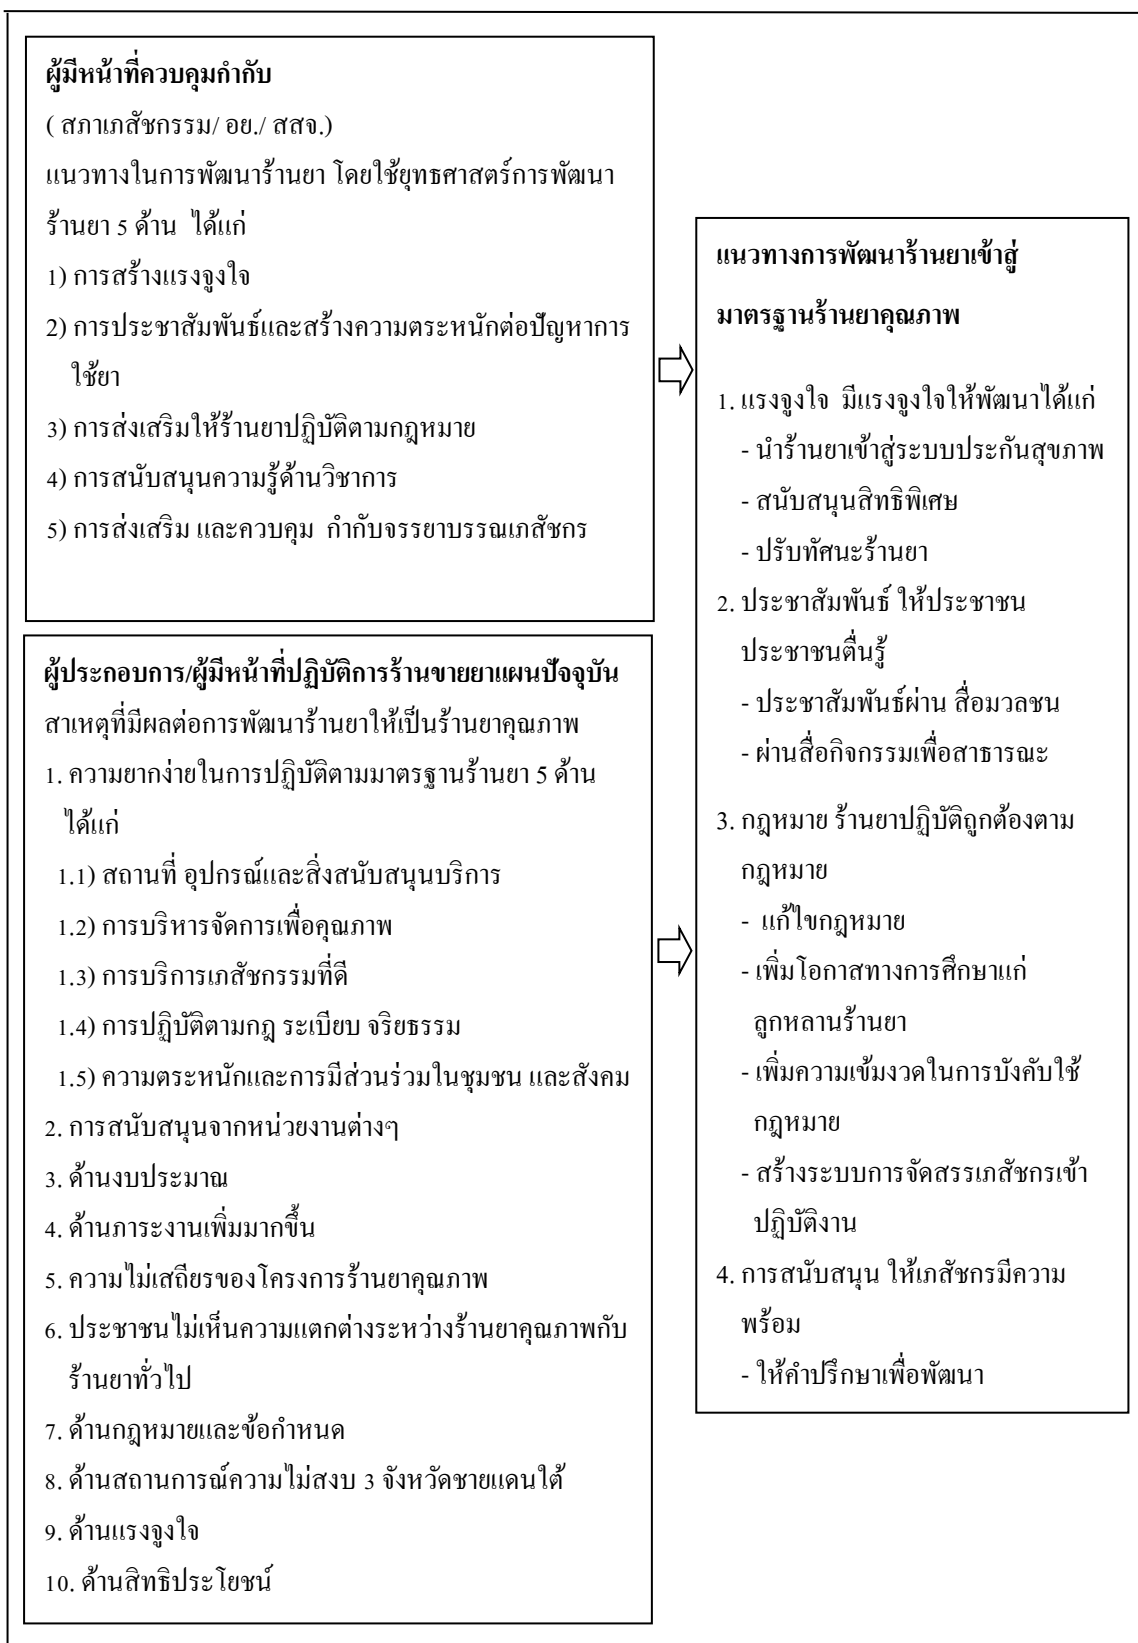 ผู้มีหน้าที่ควบคุมกำกับ
( สภาเภสัชกรรม/ อย./ สสจ.)
แนวทางในการพัฒนาร้านยา โดยใช้ยุทธศาสตร์การพัฒนา
ร้านยา 5 ด้าน ได้แก่
1) การสร้างแรงจูงใจ
2) การประชาสัมพันธ์และสร้างความตระหนักต่อปัญหาการ
ใช้ยา
3) การส่งเสริมให้ร้านยาปฏิบัติตามกฎหมาย
4) การสนับสนุนความรู้ด้านวิชาการ
5) การส่งเสริม และควบคุม กำกับจรรยาบรรณเภสัชกร
ผู้ประกอบการ/ผู้มีหน้าที่ปฏิบัติการร้านขายยาแผนปัจจุบัน
สาเหตุที่มีผลต่อการพัฒนาร้านยาให้เป็นร้านยาคุณภาพ
1. ความยากง่ายในการปฏิบัติตามมาตรฐานร้านยา 5 ด้าน
ได้แก่
1.1) สถานที่ อุปกรณ์และสิ่งสนับสนุนบริการ
1.2) การบริหารจัดการเพื่อคุณภาพ
1.3) การบริการเภสัชกรรมที่ดี
1.4) การปฏิบัติตามกฎ ระเบียบ จริยธรรม
1.5) ความตระหนักและการมีส่วนร่วมในชุมชน และสังคม
2. การสนับสนุนจากหน่วยงานต่างๆ
3. ด้านงบประมาณ
4. ด้านภาระงานเพิ่มมากขึ้น
5. ความไม่เสถียรของโครงการร้านยาคุณภาพ
6. ประชาชนไม่เห็นความแตกต่างระหว่างร้านยาคุณภาพกับ
ร้านยาทั่วไป
7. ด้านกฎหมายและข้อกำหนด
8. ด้านสถานการณ์ความไม่สงบ 3 จังหวัดชายแดนใต้
9. ด้านแรงจูงใจ
10. ด้านสิทธิประโยชน์
แนวทางการพัฒนาร้านยาเข้าสู่
มาตรฐานร้านยาคุณภาพ
1. แรงจูงใจ มีแรงจูงใจให้พัฒนาได้แก่
- นำร้านยาเข้าสู่ระบบประกันสุขภาพ
- สนับสนุนสิทธิพิเศษ
- ปรับทัศนะร้านยา
2. ประชาสัมพันธ์ ให้ประชาชน
ประชาชนตื่นรู้
- ประชาสัมพันธ์ผ่าน สื่อมวลชน
- ผ่านสื่อกิจกรรมเพื่อสาธารณะ
3. กฎหมาย ร้านยาปฏิบัติถูกต้องตาม
กฎหมาย
- แก้ไขกฎหมาย
- เพิ่มโอกาสทางการศึกษาแก่
ลูกหลานร้านยา
- เพิ่มความเข้มงวดในการบังคับใช้
กฎหมาย
- สร้างระบบการจัดสรรเภสัชกรเข้า
ปฏิบัติงาน
4. การสนับสนุน ให้เภสัชกรมีความ
พร้อม
- ให้คำปรึกษาเพื่อพัฒนา